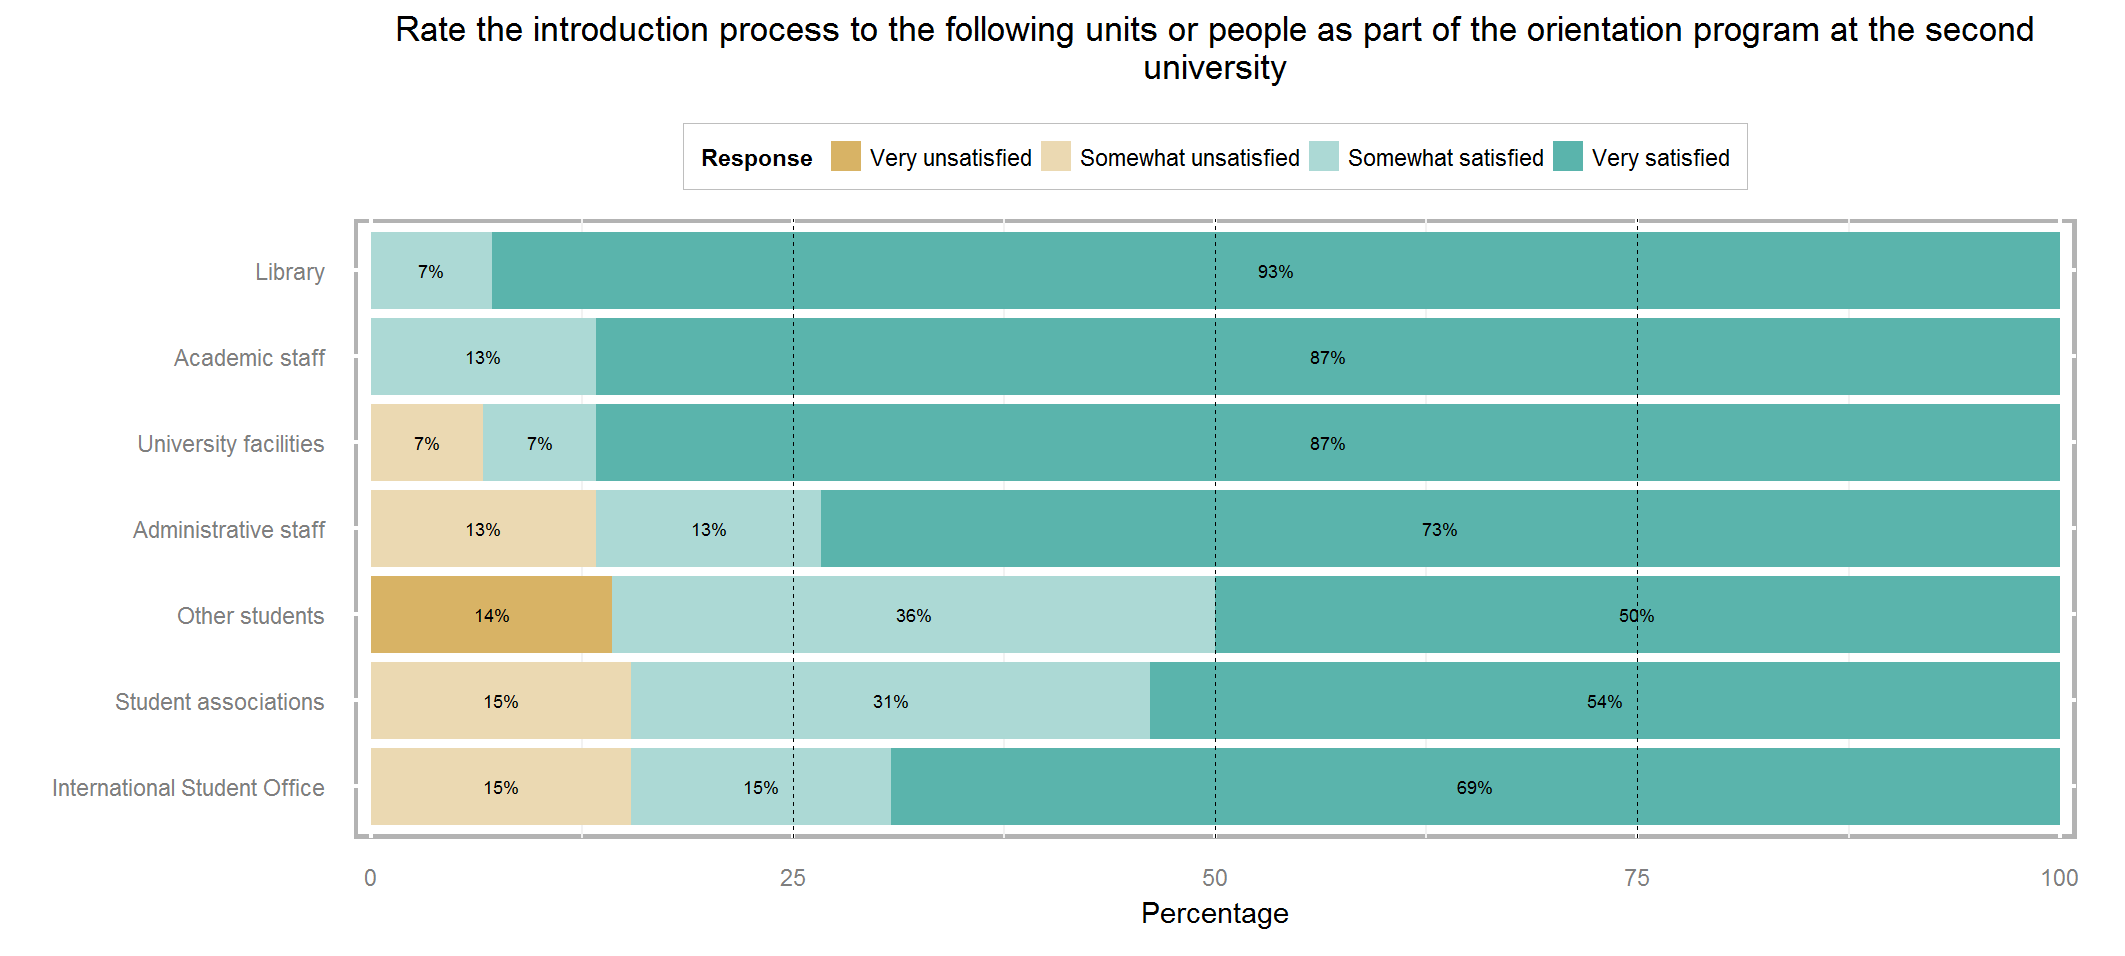 Rate the introduction process to the following units or people as part of the orientation program at the second
university
Response Very unsatisfied Somewhat unsatisfied Somewhat satisfied Very satisfied
Library 7% 93%
Academic staff 13% 87%
University facilities 7% 7% 87%
Administrative staff 13% 13% 73%
Other students 14% 36% 50%
Student associations 15% 31% 54%
International Student Office 15% 15% 69%
0 25 50 75 100
Percentage